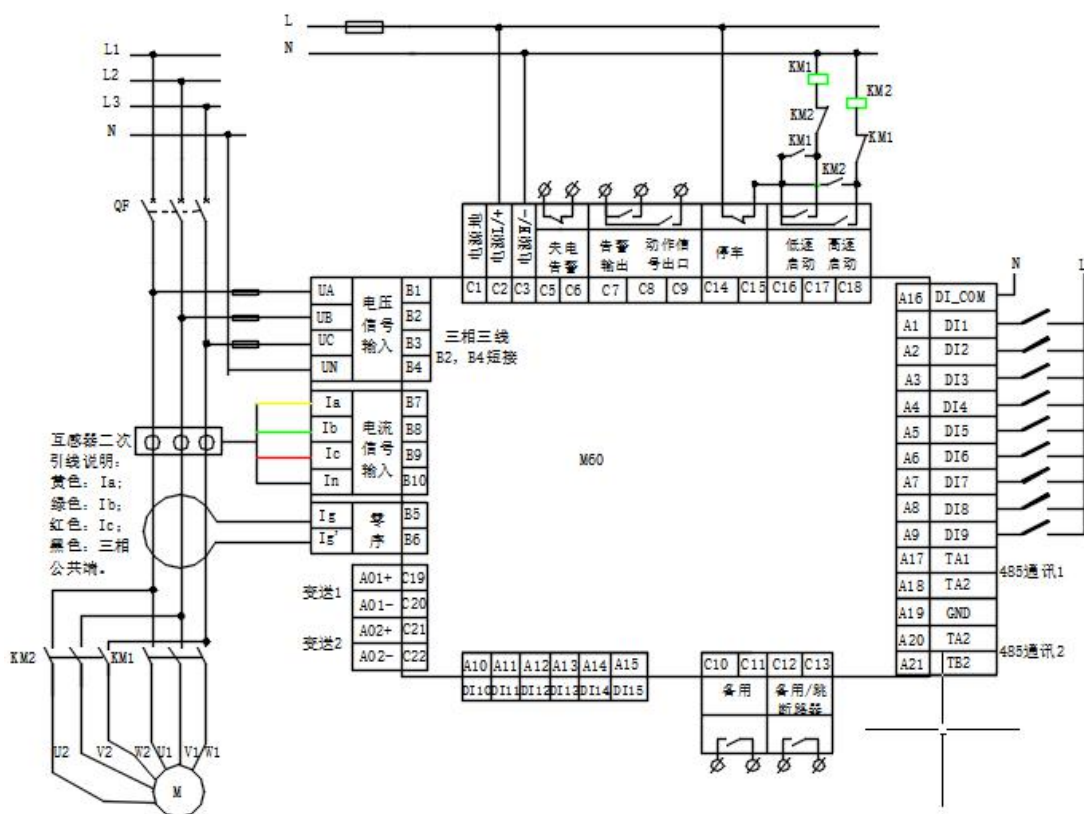 L
N
L1
L2
L3
N
QF
KM1
KM2
KM2
KM1
KM1
KM2
电源地
电源L/+
电源N/-
失电
告警
告警
输出
动作信
号出口
停车
低速
启动
高速
启动
C1
C2
C3
C5
C6
C7
C8
C9
C14
C15
C16
C17
C18
UA
UB
UC
UN
电压
信号
输入
B1
B2
B3
B4
三相三线
B2,B4短接
Ia
Ib
Ic
In
电流
信号
输入
B7
B8
B9
B10
Ig
Ig'
零
序
B5
B6
互感器二次
引线说明:
黄色:Ia;
绿色:Ib;
红色:Ic;
黑色:三相
公共端。
变送1
变送2
A01+
A01-
A02+
A02-
C19
C20
C21
C22
M60
N
L
A16 DI_COM
A1 DI1
A2 DI2
A3 DI3
A4 DI4
A5 DI5
A6 DI6
A7 DI7
A8 DI8
A9 DI9
A17 TA1
A18 TA2
A19 GND
A20 TA2
A21 TB2
485通讯1
485通讯2
A10 A11 A12 A13 A14 A15
DI10 DI11 DI12 DI13 DI14 DI15
C10 C11 C12 C13
备用
备用/跳
断路器
KM2
KM1
U2
V2
W2
U1
V1
W1
M